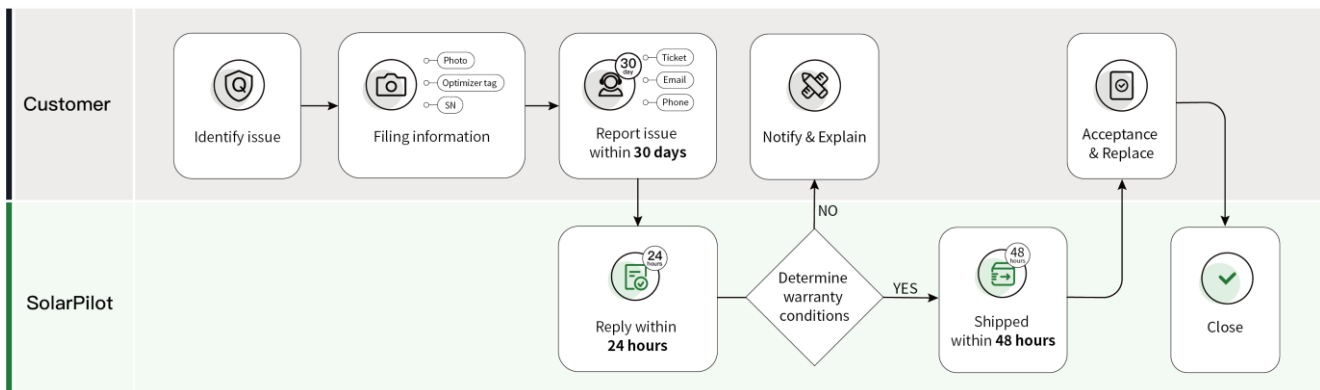 Customer
Identify issue
Photo
Optimizer tag
SN
Filing information
30
day
Ticket
Email
Phone
Report issue
within 30 days
Notify & Explain
Acceptance
& Replace
SolarPilot
24
hours
Reply within
24 hours
NO
Determine
warranty
conditions
YES
48
hours
Shipped
within 48 hours
Close